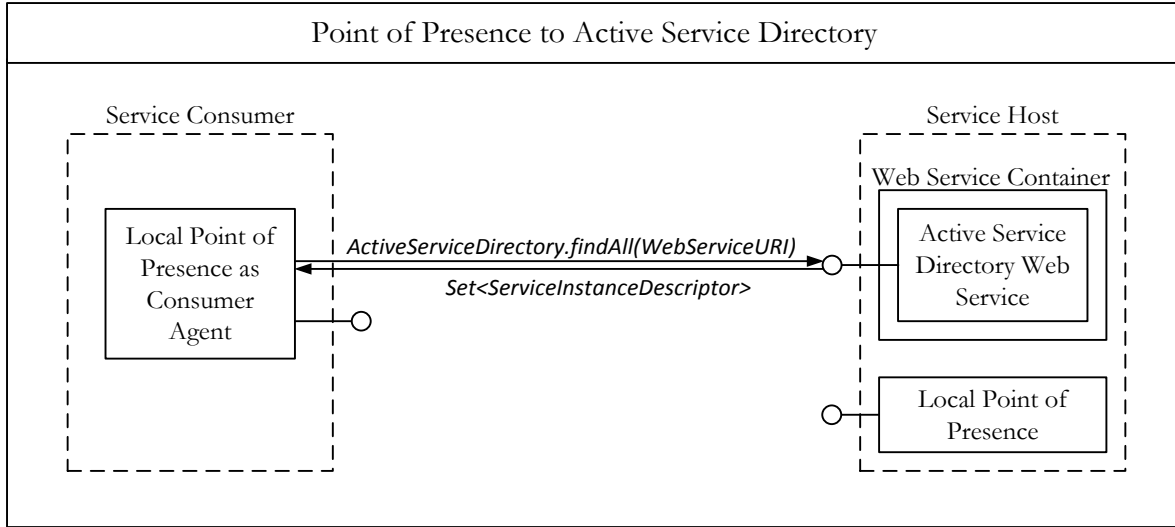 Point of Presence to Active Service Directory
Service Consumer
Local Point of
Presence as
Consumer
Agent
ActiveServiceDirectory.findAll(WebServiceURI)
Set<ServiceInstanceDescriptor>
Service Host
Web Service Container
Active Service
Directory Web
Service
Local Point of
Presence